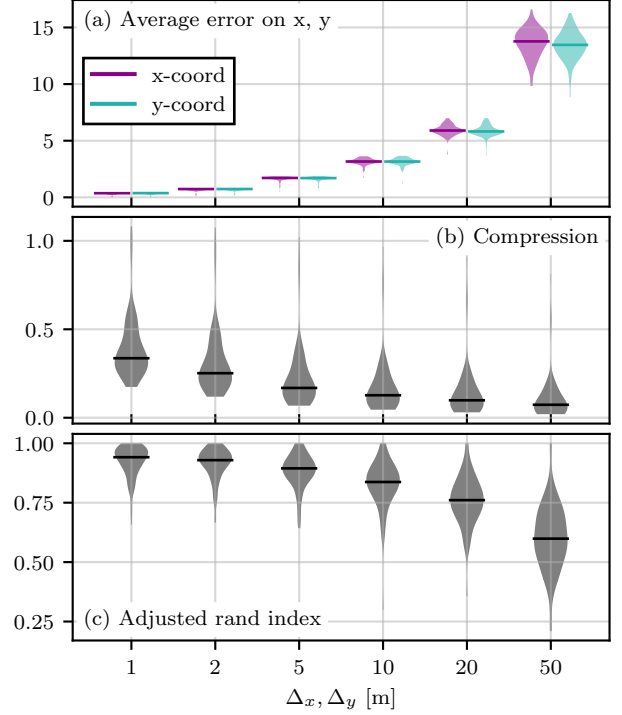 (a) Average error on x, y
x-coord
y-coord
15
10
5
0
(b) Compression
1.0
0.5
0.0
1.00
0.75
0.50
0.25
(c) Adjusted rand index
1 2 5 10 20 50
Δx, Δy [m]